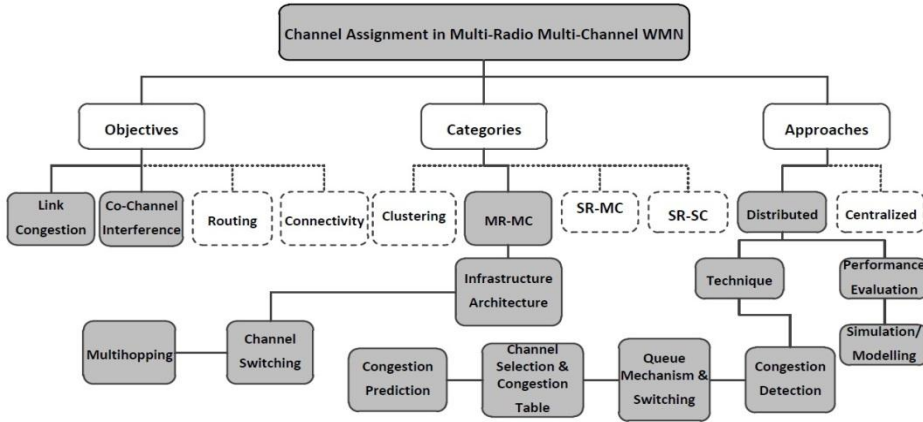 Channel Assignment in Multi-Radio Multi-Channel WMN
Objectives
Categories
Approaches
Link
Congestion
Co-Channel
Interference
Routing
Connectivity
Clustering
MR-MC
SR-MC
SR-SC
Distributed
Centralized
Infrastructure
Architecture
Technique
Performance
Evaluation
Multihopping
Channel
Switching
Simulation/
Modelling
Congestion
Prediction
Channel
Selection &
Congestion
Table
Queue
Mechanism &
Switching
Congestion
Detection